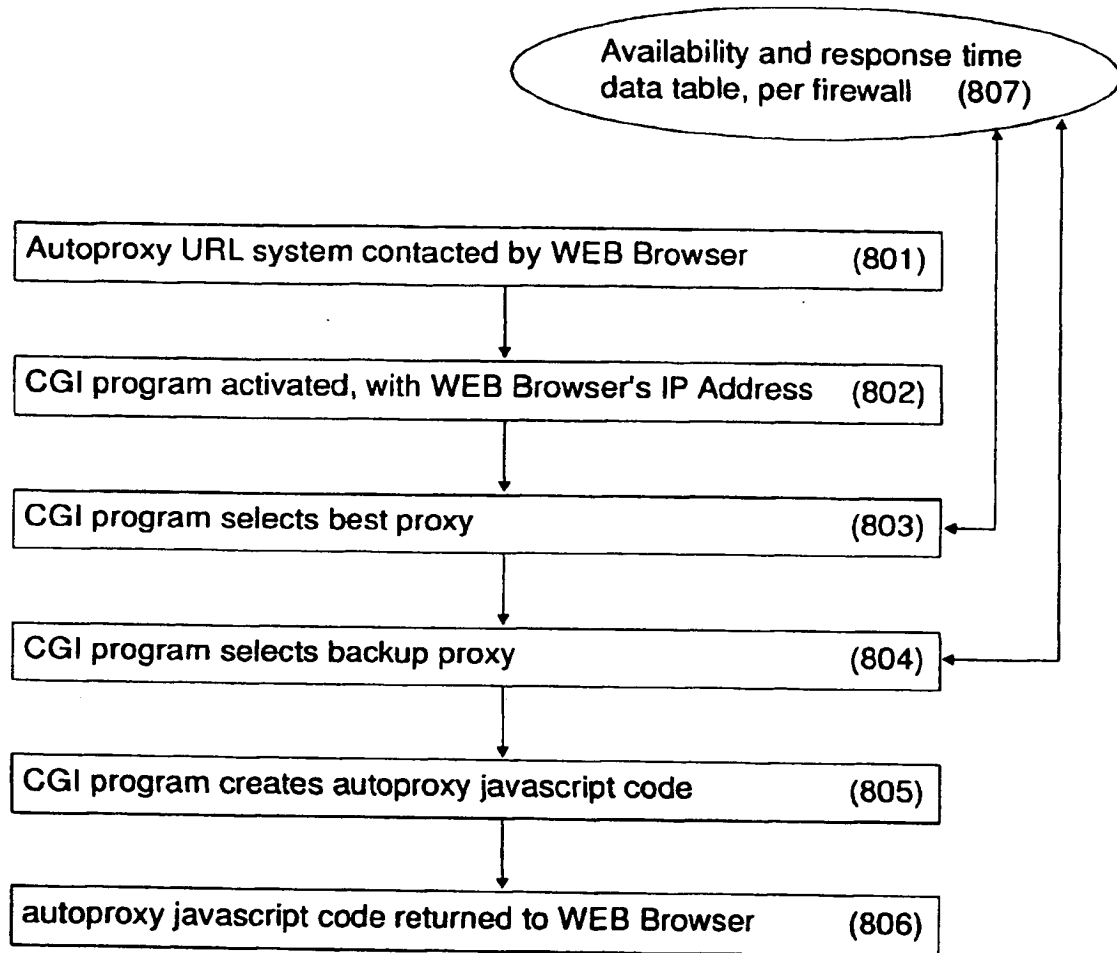 Availability and response time
data table, per firewall (807)
Autoproxy URL system contacted by WEB Browser (801)
CGI program activated, with WEB Browser's IP Address (802)
CGI program selects best proxy (803)
CGI program selects backup proxy (804)
CGI program creates autoproxy javascript code (805)
autoproxy javascript code returned to WEB Browser (806)